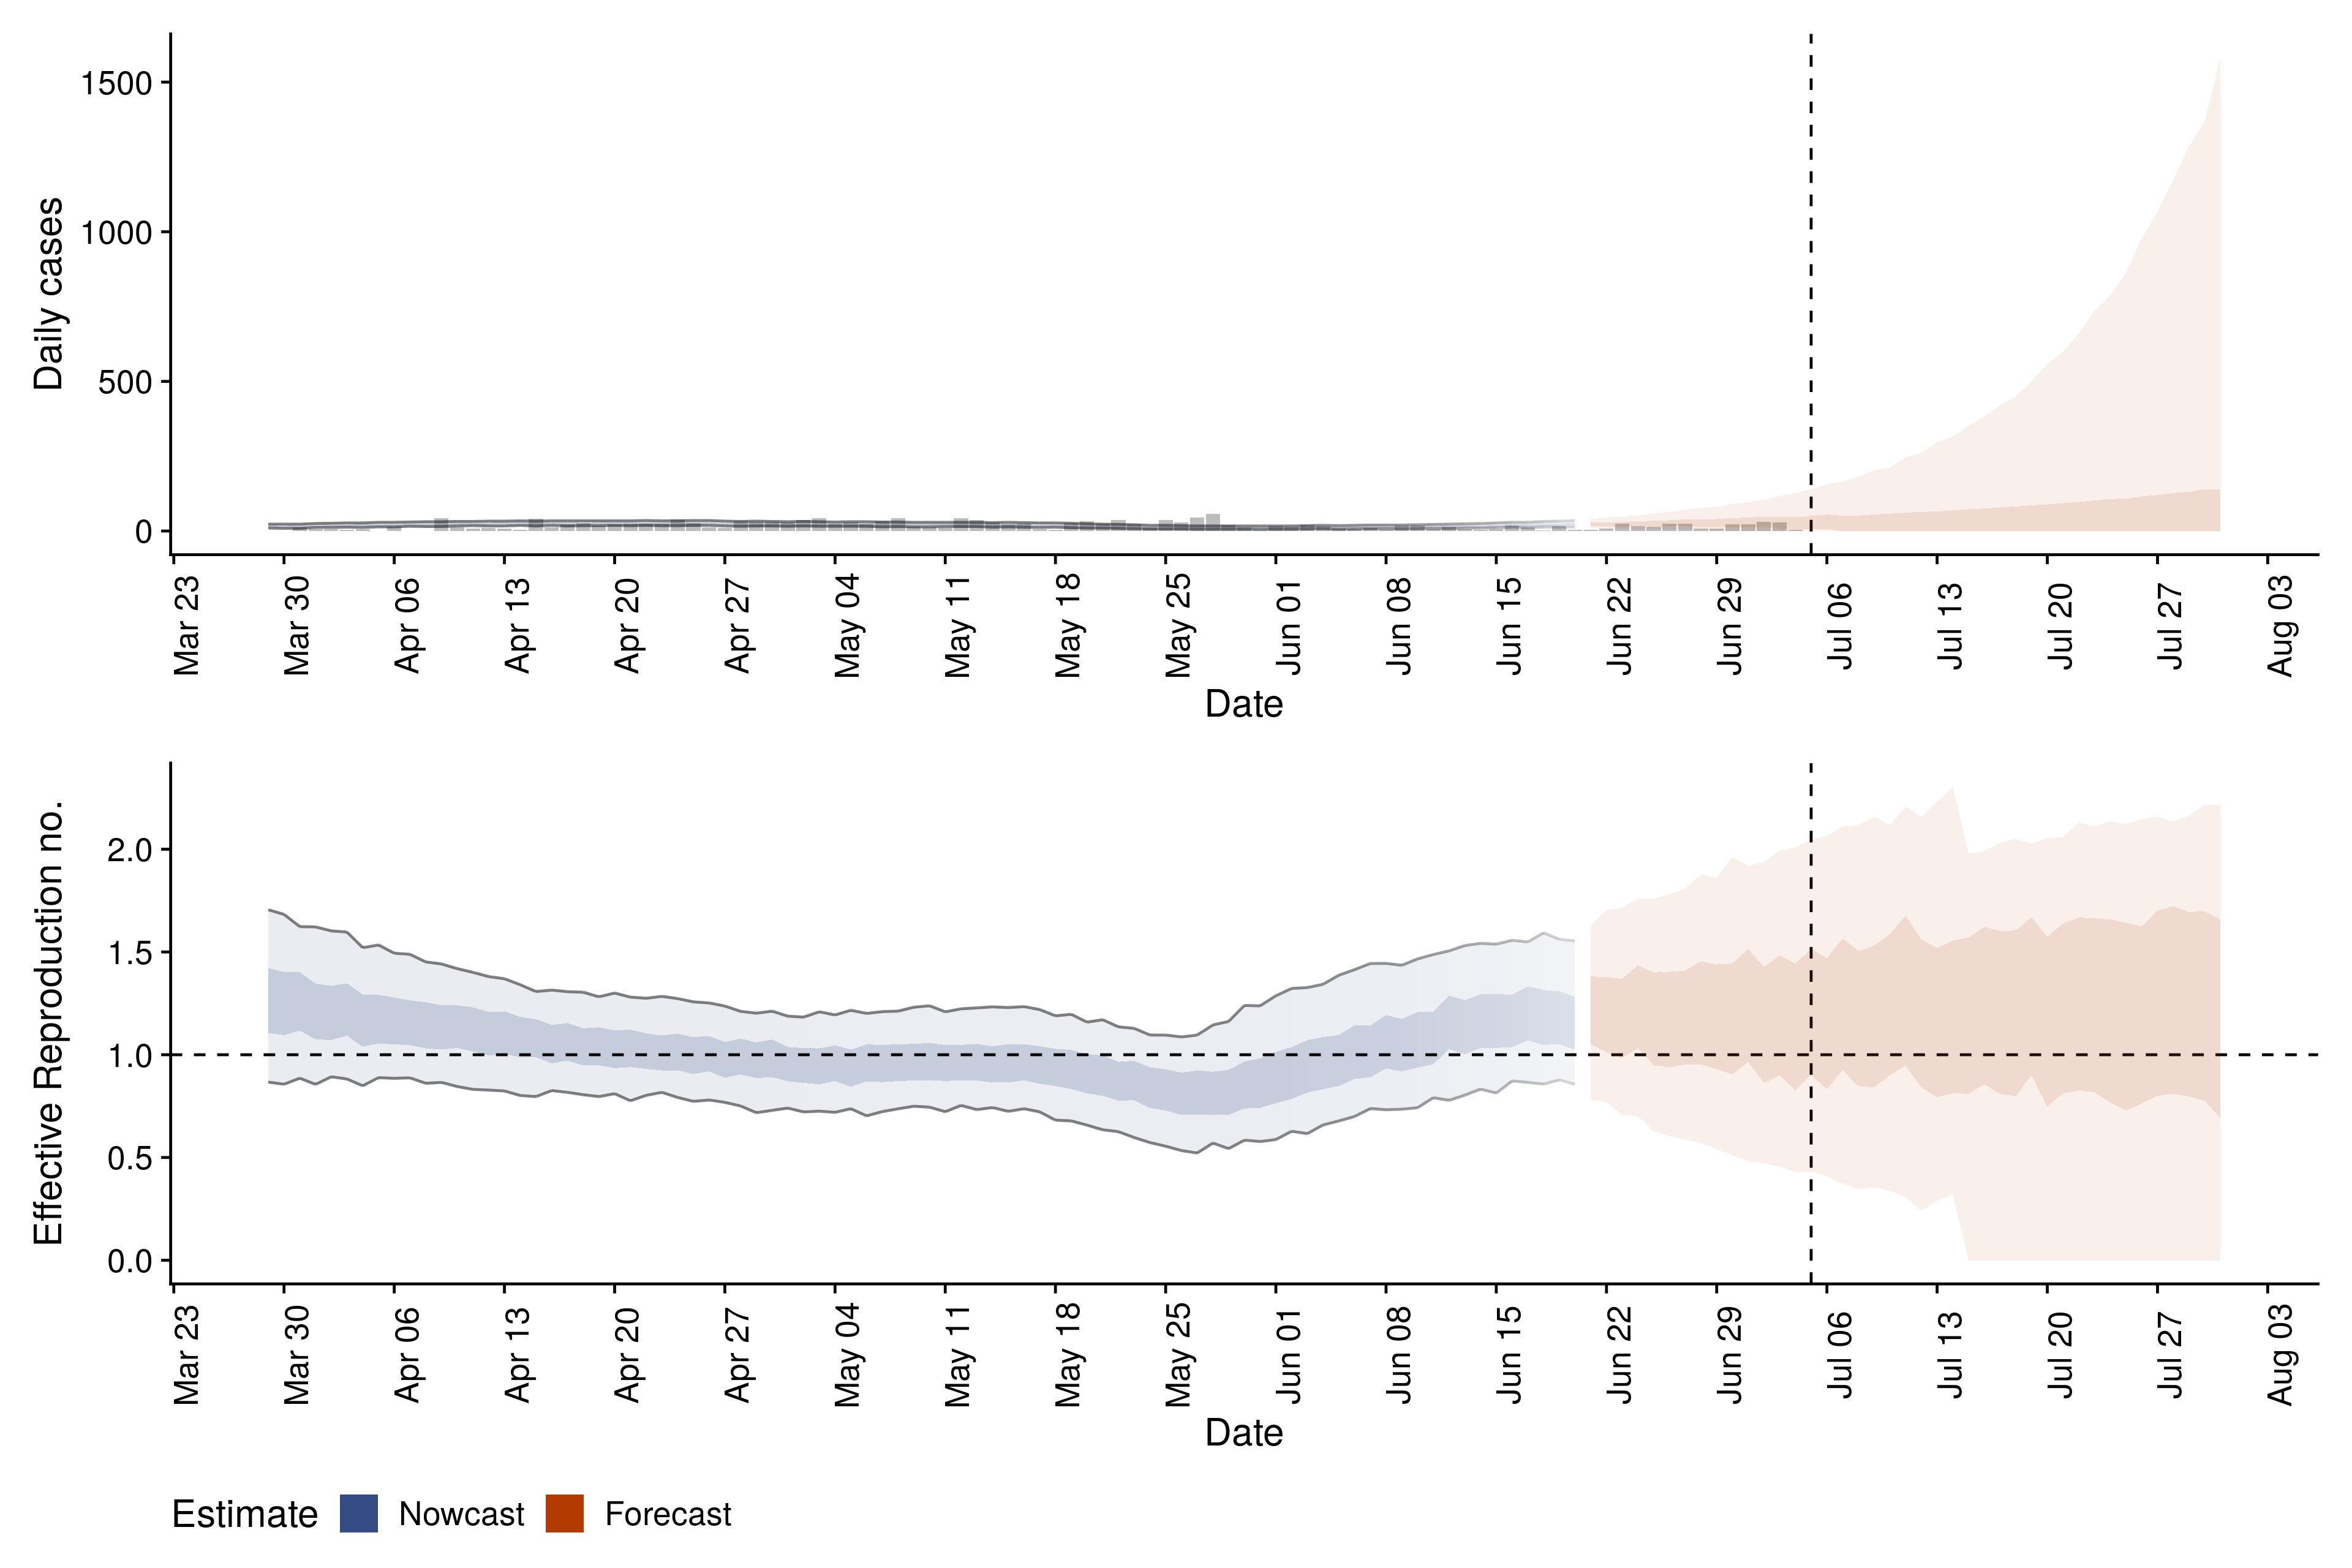 Daily cases
1500
1000
500
0
Mar 23
Mar 30
Apr 06
Apr 13
Apr 20
Apr 27
May 04
May 11
May 18
May 25
Jun 01
Jun 08
Jun 15
Jun 22
Jun 29
Jul 06
Jul 13
Jul 20
Jul 27
Aug 03
Date
Effective Reproduction no.
2.0
1.5
1.0
0.5
0.0
Mar 23
Mar 30
Apr 06
Apr 13
Apr 20
Apr 27
May 04
May 11
May 18
May 25
Jun 01
Jun 08
Jun 15
Jun 22
Jun 29
Jul 06
Jul 13
Jul 20
Jul 27
Aug 03
Date
Estimate Nowcast Forecast